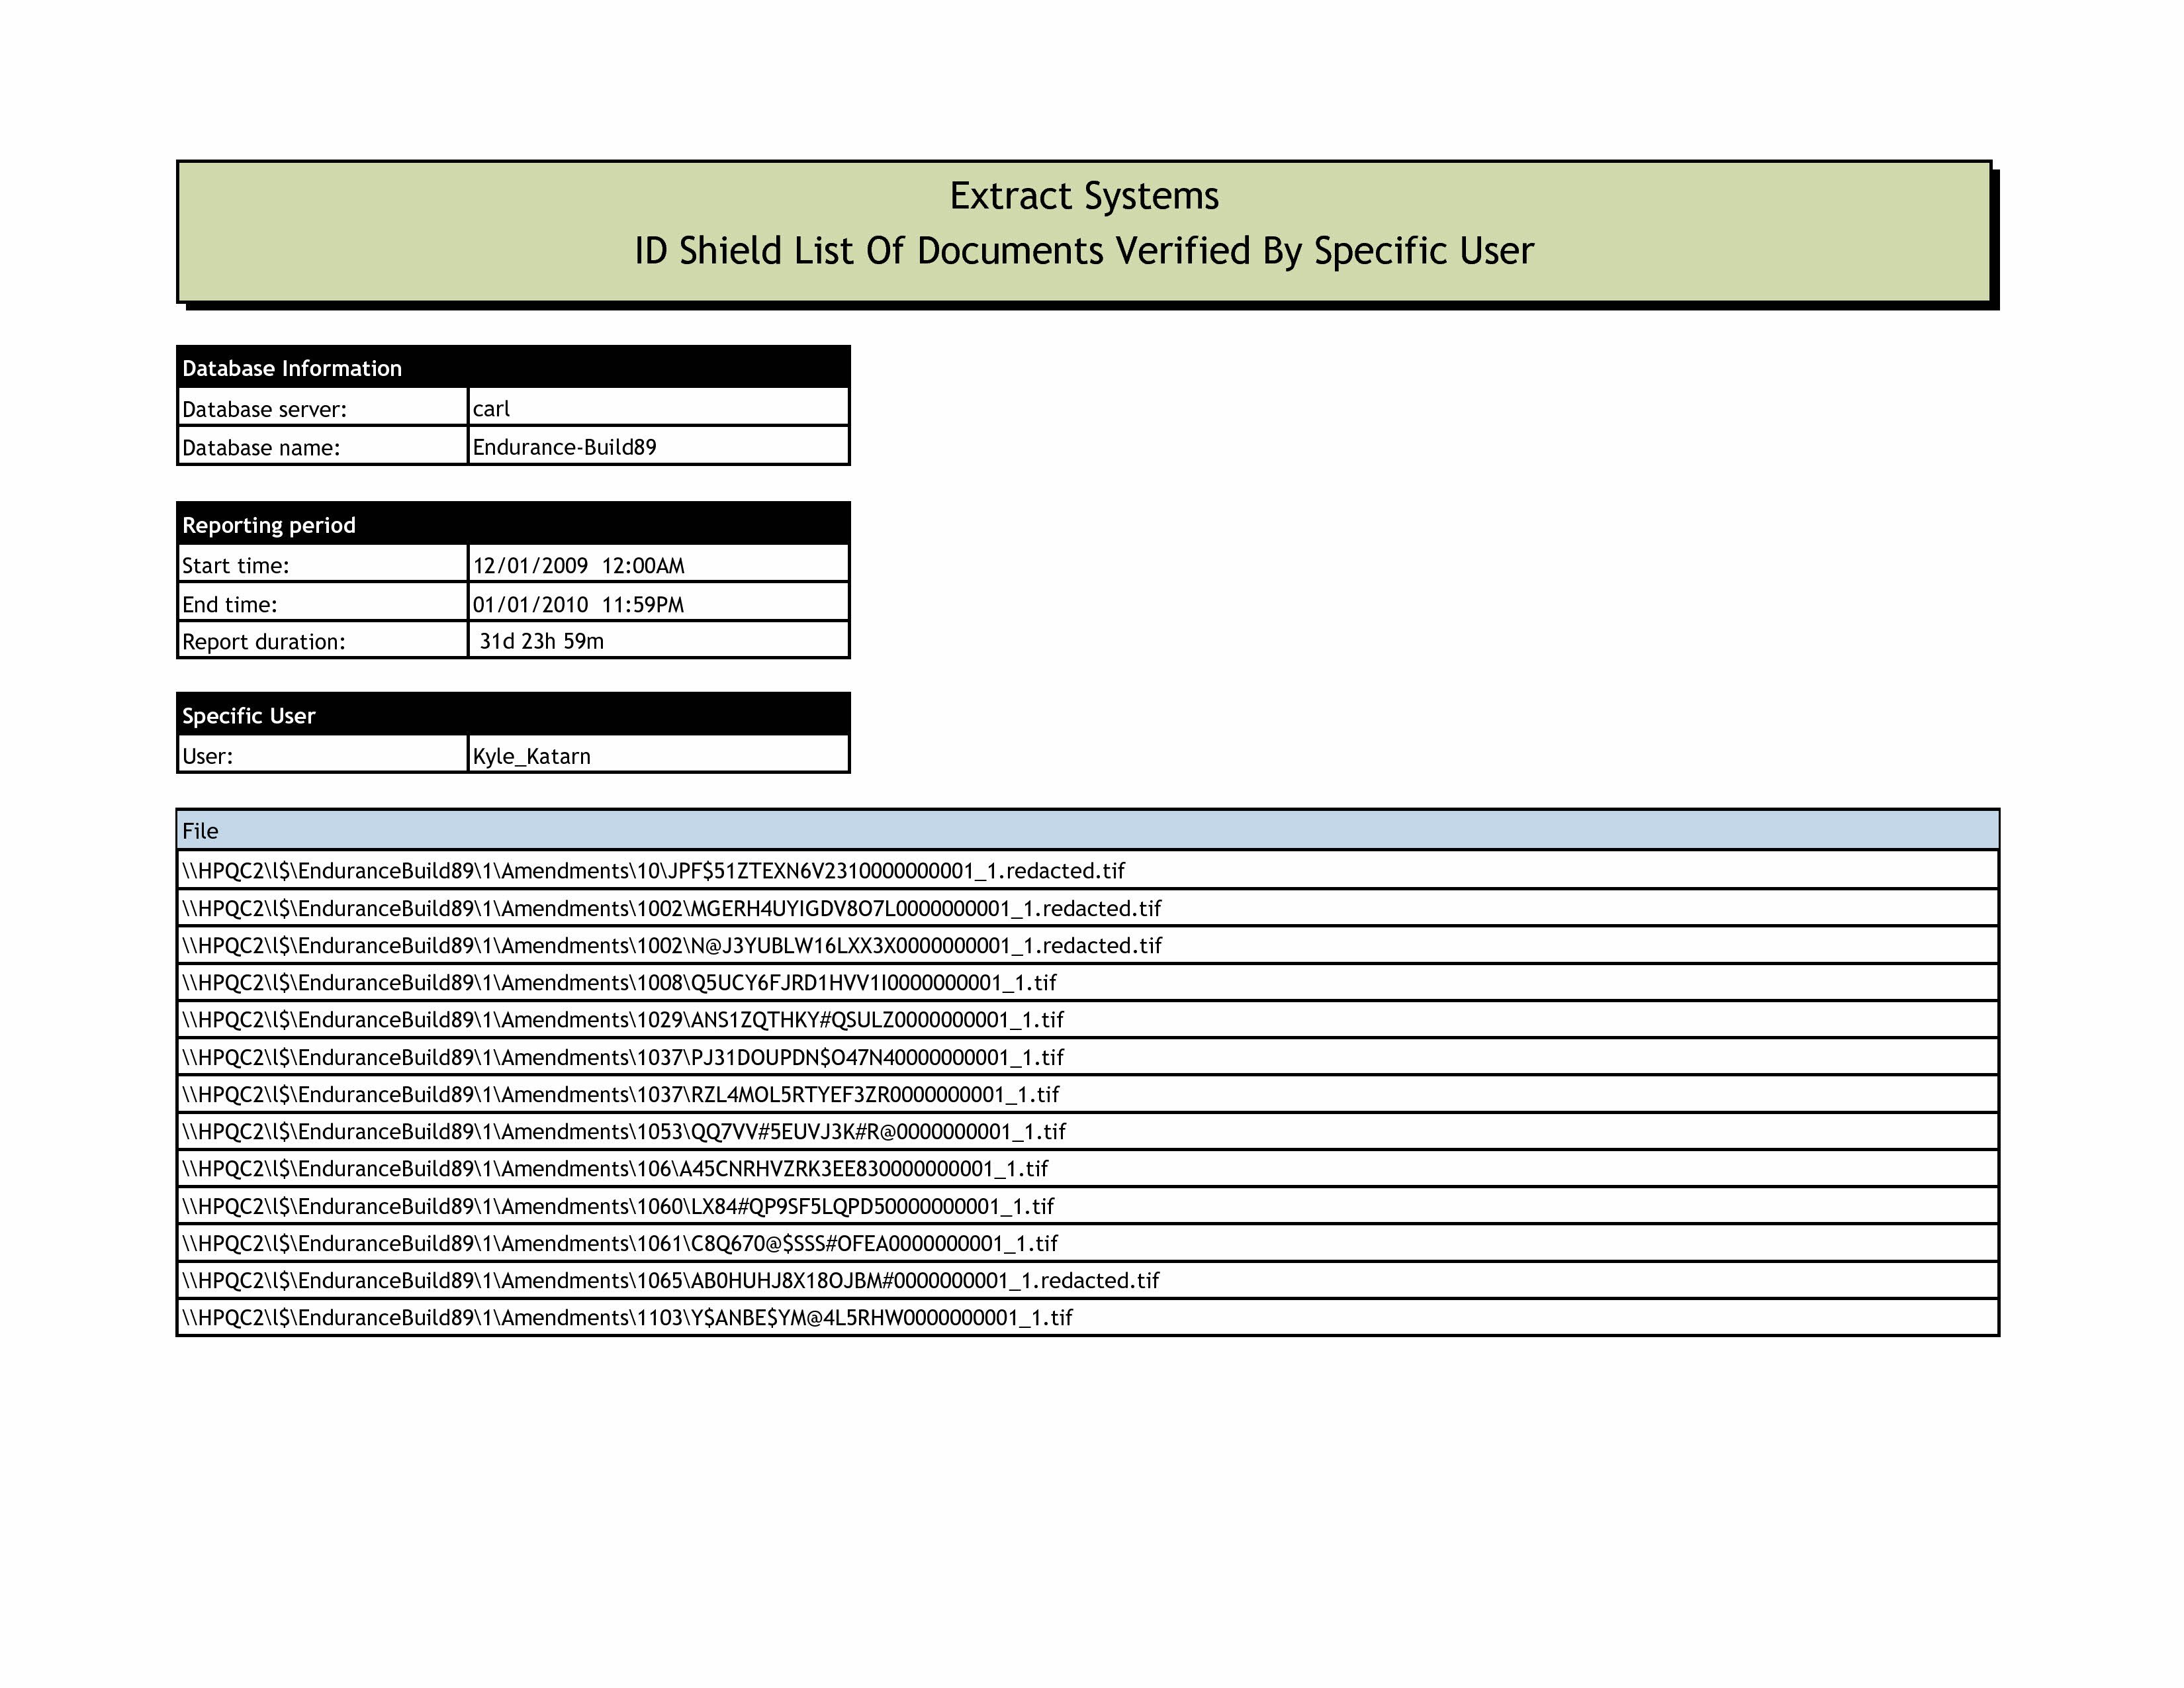 Extract Systems
ID Shield List Of Documents Verified By Specific User
Database Information
Database server: carl
Database name: Endurance-Build89
Reporting period
Start time: 12/01/2009 12:00AM
End time: 01/01/2010 11:59PM
Report duration: 31d 23h 59m
Specific User
User: Kyle_Katarn
File
\\HPQC2\l$\EnduranceBuild89\1\Amendments\10\JPF$51ZTEXN6V2310000000001_1.redacted.tif
\\HPQC2\l$\EnduranceBuild89\1\Amendments\1002\MGERH4UYIGDV8O7L0000000001_1.redacted.tif
\\HPQC2\l$\EnduranceBuild89\1\Amendments\1002\N@J3YUBLW16LXX3X0000000001_1.redacted.tif
\\HPQC2\l$\EnduranceBuild89\1\Amendments\1008\Q5UCY6FJRD1HVV1I0000000001_1.tif
\\HPQC2\l$\EnduranceBuild89\1\Amendments\1029\ANS1ZQTHKY#QSULZ0000000001_1.tif
\\HPQC2\l$\EnduranceBuild89\1\Amendments\1037\PJ31DOUPDN$O47N40000000001_1.tif
\\HPQC2\l$\EnduranceBuild89\1\Amendments\1037\RZL4MOL5RTYEF3ZR0000000001_1.tif
\\HPQC2\l$\EnduranceBuild89\1\Amendments\1053\QQ7VV#5EUVJ3K#R@0000000001_1.tif
\\HPQC2\l$\EnduranceBuild89\1\Amendments\106\A45CNRHVZRK3EE830000000001_1.tif
\\HPQC2\l$\EnduranceBuild89\1\Amendments\1060\LX84#QP9SF5LQPD50000000001_1.tif
\\HPQC2\l$\EnduranceBuild89\1\Amendments\1061\C8Q670@$SSS#OFEA0000000001_1.tif
\\HPQC2\l$\EnduranceBuild89\1\Amendments\1065\AB0HUHJ8X18OJBM#0000000001_1.redacted.tif
\\HPQC2\l$\EnduranceBuild89\1\Amendments\1103\Y$ANBE$YM@4L5RHW0000000001_1.tif